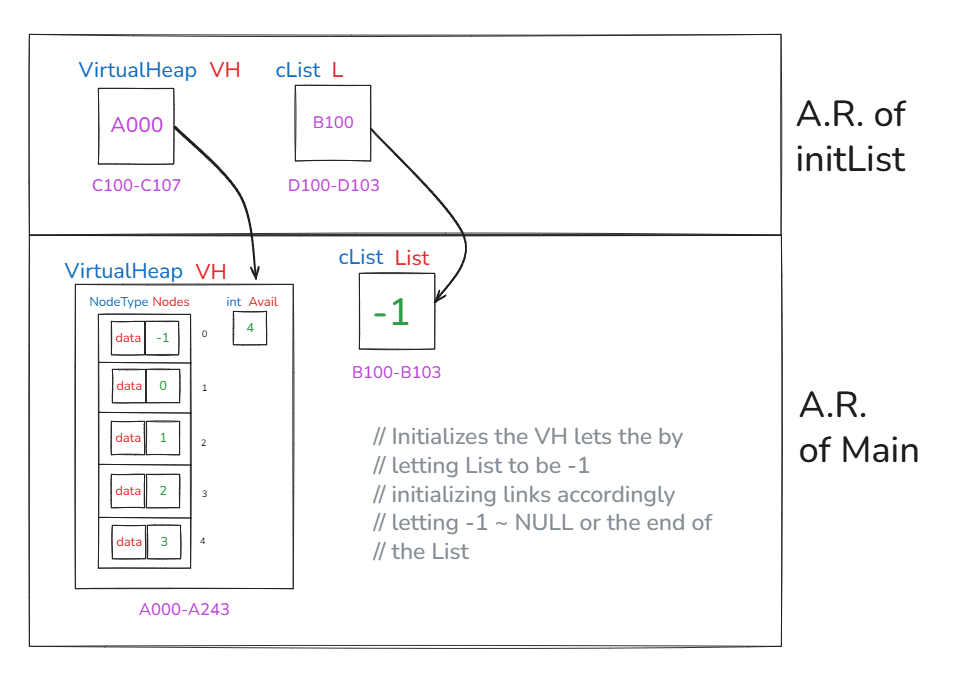 VirtualHeap VH cList L
A000 B100
C100-C107 D100-D103
A.R. of
initList
cList List
VirtualHeap VH
NodeType Nodes int Avail
-1
data -1 0 4
data 0 1
B100-B103
data 1 2
data 2 3
data 3 4
A000-A243
// Initializes the VH lets the by
// letting List to be -1
// initializing links accordingly
// letting -1 ~ NULL or the end of
// the List
A.R.
of Main